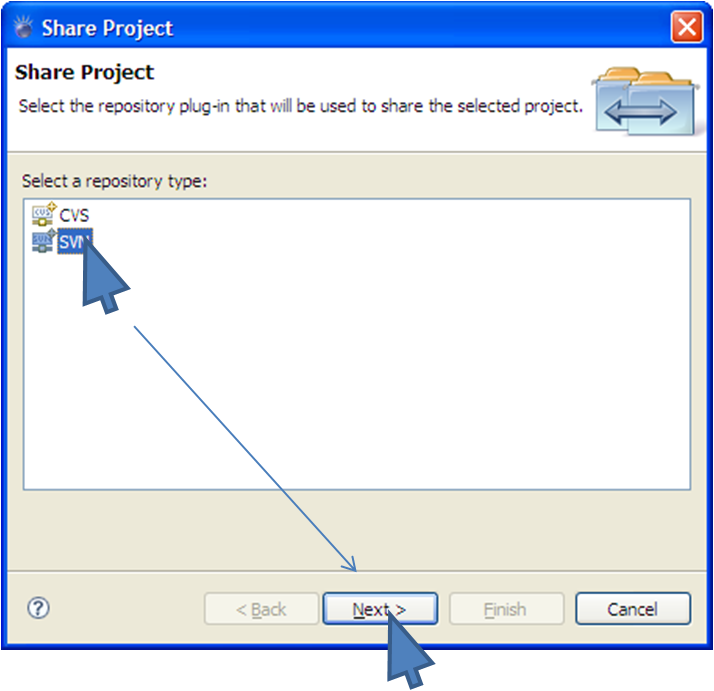 Share Project
Share Project
Select the repository plug-in that will be used to share the selected project.
Select a repository type:
CVS
SVN
< Back
Next >
Finish
Cancel